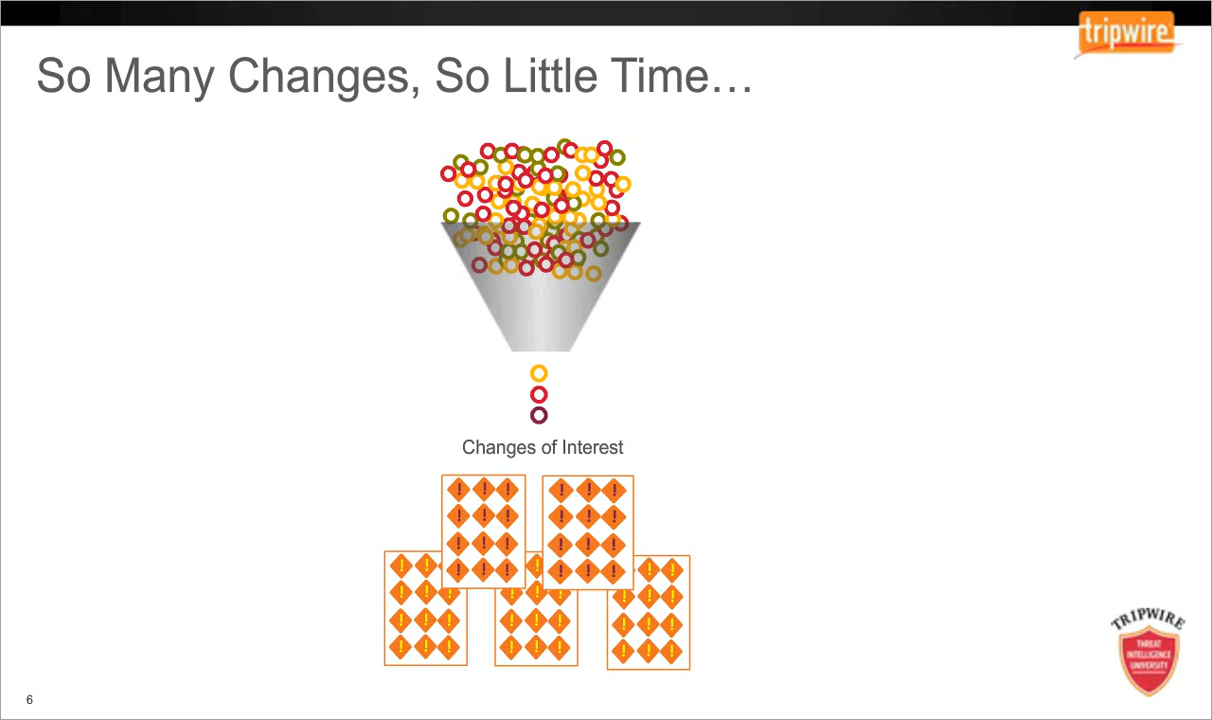 tripwire
So Many Changes, So Little Time…
Changes of Interest
TRIPWIRE
THREAT
INTELLIGENCE
UNIVERSITY
6